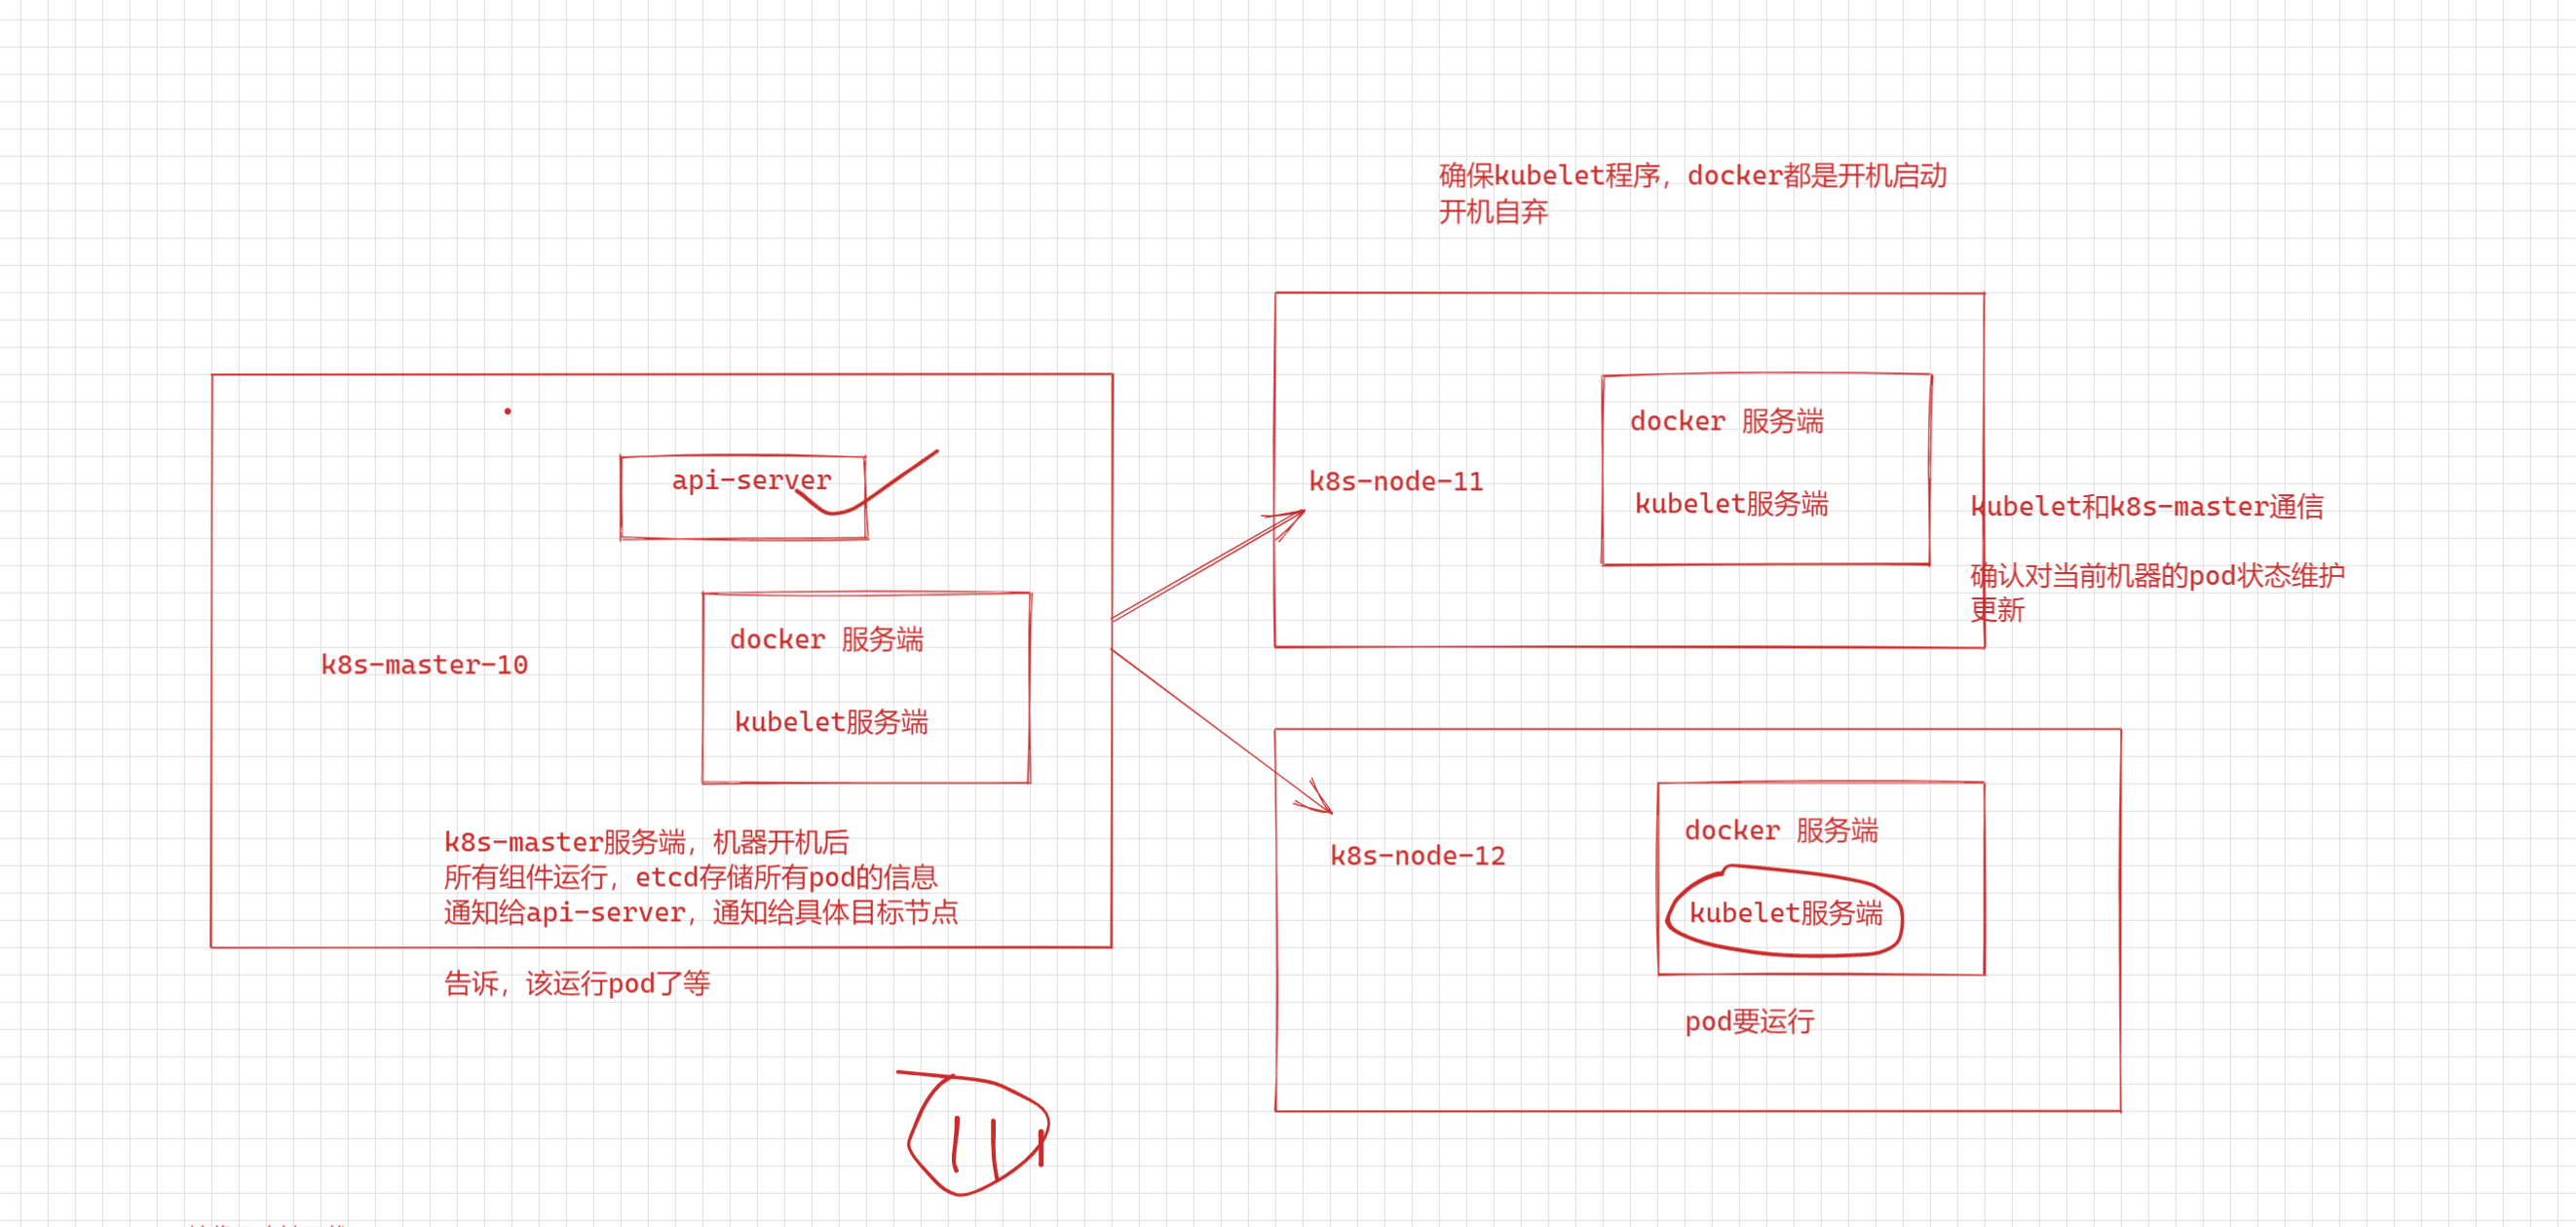 确保kubelet程序，docker都是开机启动
开机自弃
api-server
docker 服务端
kubelet服务端
k8s-master-10
k8s-master服务端，机器开机后
所有组件运行，etcd存储所有pod的信息
通知给api-server，通知给具体目标节点
告诉，该运行pod了等
docker 服务端
k8s-node-11
kubelet服务端
kubelet和k8s-master通信
确认对当前机器的pod状态维护
更新
docker 服务端
k8s-node-12
kubelet服务端
pod要运行